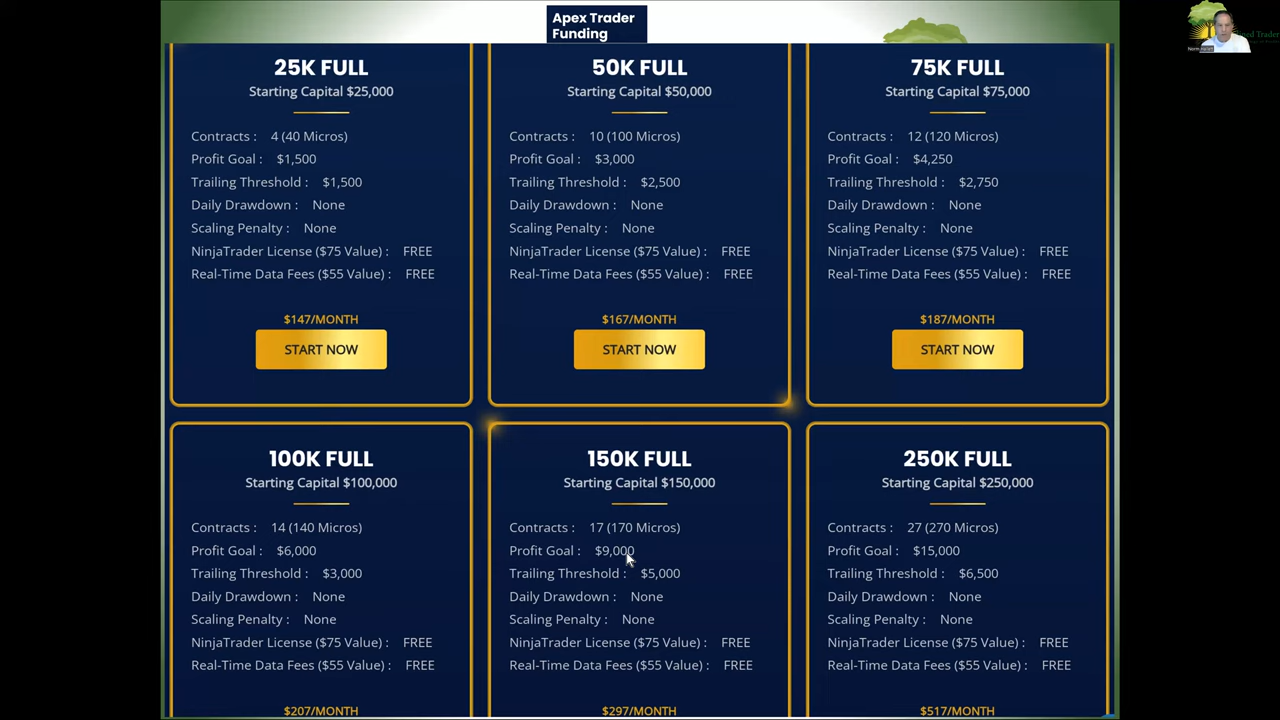 Apex Trader
Funding
25K FULL
Starting Capital $25,000
Contracts : 4 (40 Micros)
Profit Goal : $1,500
Trailing Threshold : $1,500
Daily Drawdown : None
Scaling Penalty : None
NinjaTrader License ($75 Value) : FREE
Real-Time Data Fees ($55 Value) : FREE
$147/MONTH
START NOW
50K FULL
Starting Capital $50,000
Contracts : 10 (100 Micros)
Profit Goal : $3,000
Trailing Threshold : $2,500
Daily Drawdown : None
Scaling Penalty : None
NinjaTrader License ($75 Value) : FREE
Real-Time Data Fees ($55 Value) : FREE
$167/MONTH
START NOW
75K FULL
Starting Capital $75,000
Contracts : 12 (120 Micros)
Profit Goal : $4,250
Trailing Threshold : $2,750
Daily Drawdown : None
Scaling Penalty : None
NinjaTrader License ($75 Value) : FREE
Real-Time Data Fees ($55 Value) : FREE
$187/MONTH
START NOW
100K FULL
Starting Capital $100,000
Contracts : 14 (140 Micros)
Profit Goal : $6,000
Trailing Threshold : $3,000
Daily Drawdown : None
Scaling Penalty : None
NinjaTrader License ($75 Value) : FREE
Real-Time Data Fees ($55 Value) : FREE
$207/MONTH
150K FULL
Starting Capital $150,000
Contracts : 17 (170 Micros)
Profit Goal : $9,000
Trailing Threshold : $5,000
Daily Drawdown : None
Scaling Penalty : None
NinjaTrader License ($75 Value) : FREE
Real-Time Data Fees ($55 Value) : FREE
$297/MONTH
250K FULL
Starting Capital $250,000
Contracts : 27 (270 Micros)
Profit Goal : $15,000
Trailing Threshold : $6,500
Daily Drawdown : None
Scaling Penalty : None
NinjaTrader License ($75 Value) : FREE
Real-Time Data Fees ($55 Value) : FREE
$517/MONTH
Trader